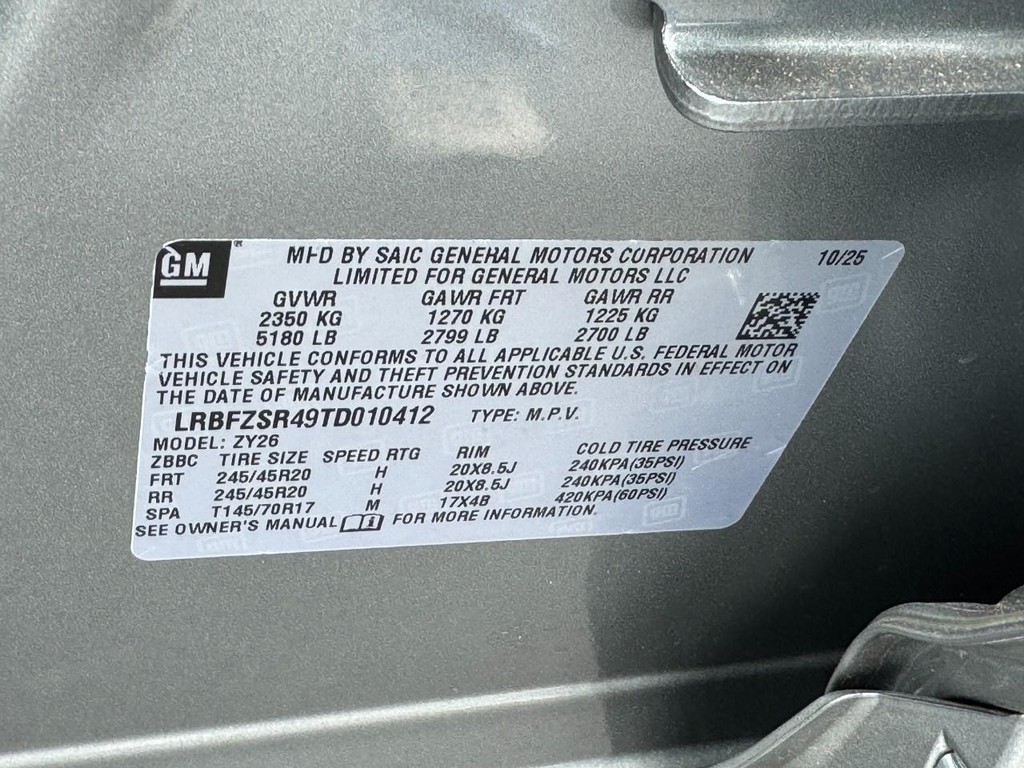 GM
MFD BY SAIC GENERAL MOTORS CORPORATION 10/25
LIMITED FOR GENERAL MOTORS LLC
GVWR GAWR FRT GAWR RR
2350 KG 1270 KG 1225 KG
5180 LB 2799 LB 2700 LB
THIS VEHICLE CONFORMS TO ALL APPLICABLE U.S. FEDERAL MOTOR
VEHICLE SAFETY AND THEFT PREVENTION STANDARDS IN EFFECT ON
THE DATE OF MANUFACTURE SHOWN ABOVE.
LRBFZSR49TD010412 TYPE: M.P.V.
MODEL: ZY26
ZBBC TIRE SIZE SPEED RTG RIM COLD TIRE PRESSURE
FRT 245/45R20 H 20X8.5J 240KPA(35PSI)
RR 245/45R20 H 20X8.5J 240KPA(35PSI)
SPA T145/70R17 M 17X4B 420KPA(60PSI)
SEE OWNER'S MANUAL FOR MORE INFORMATION.